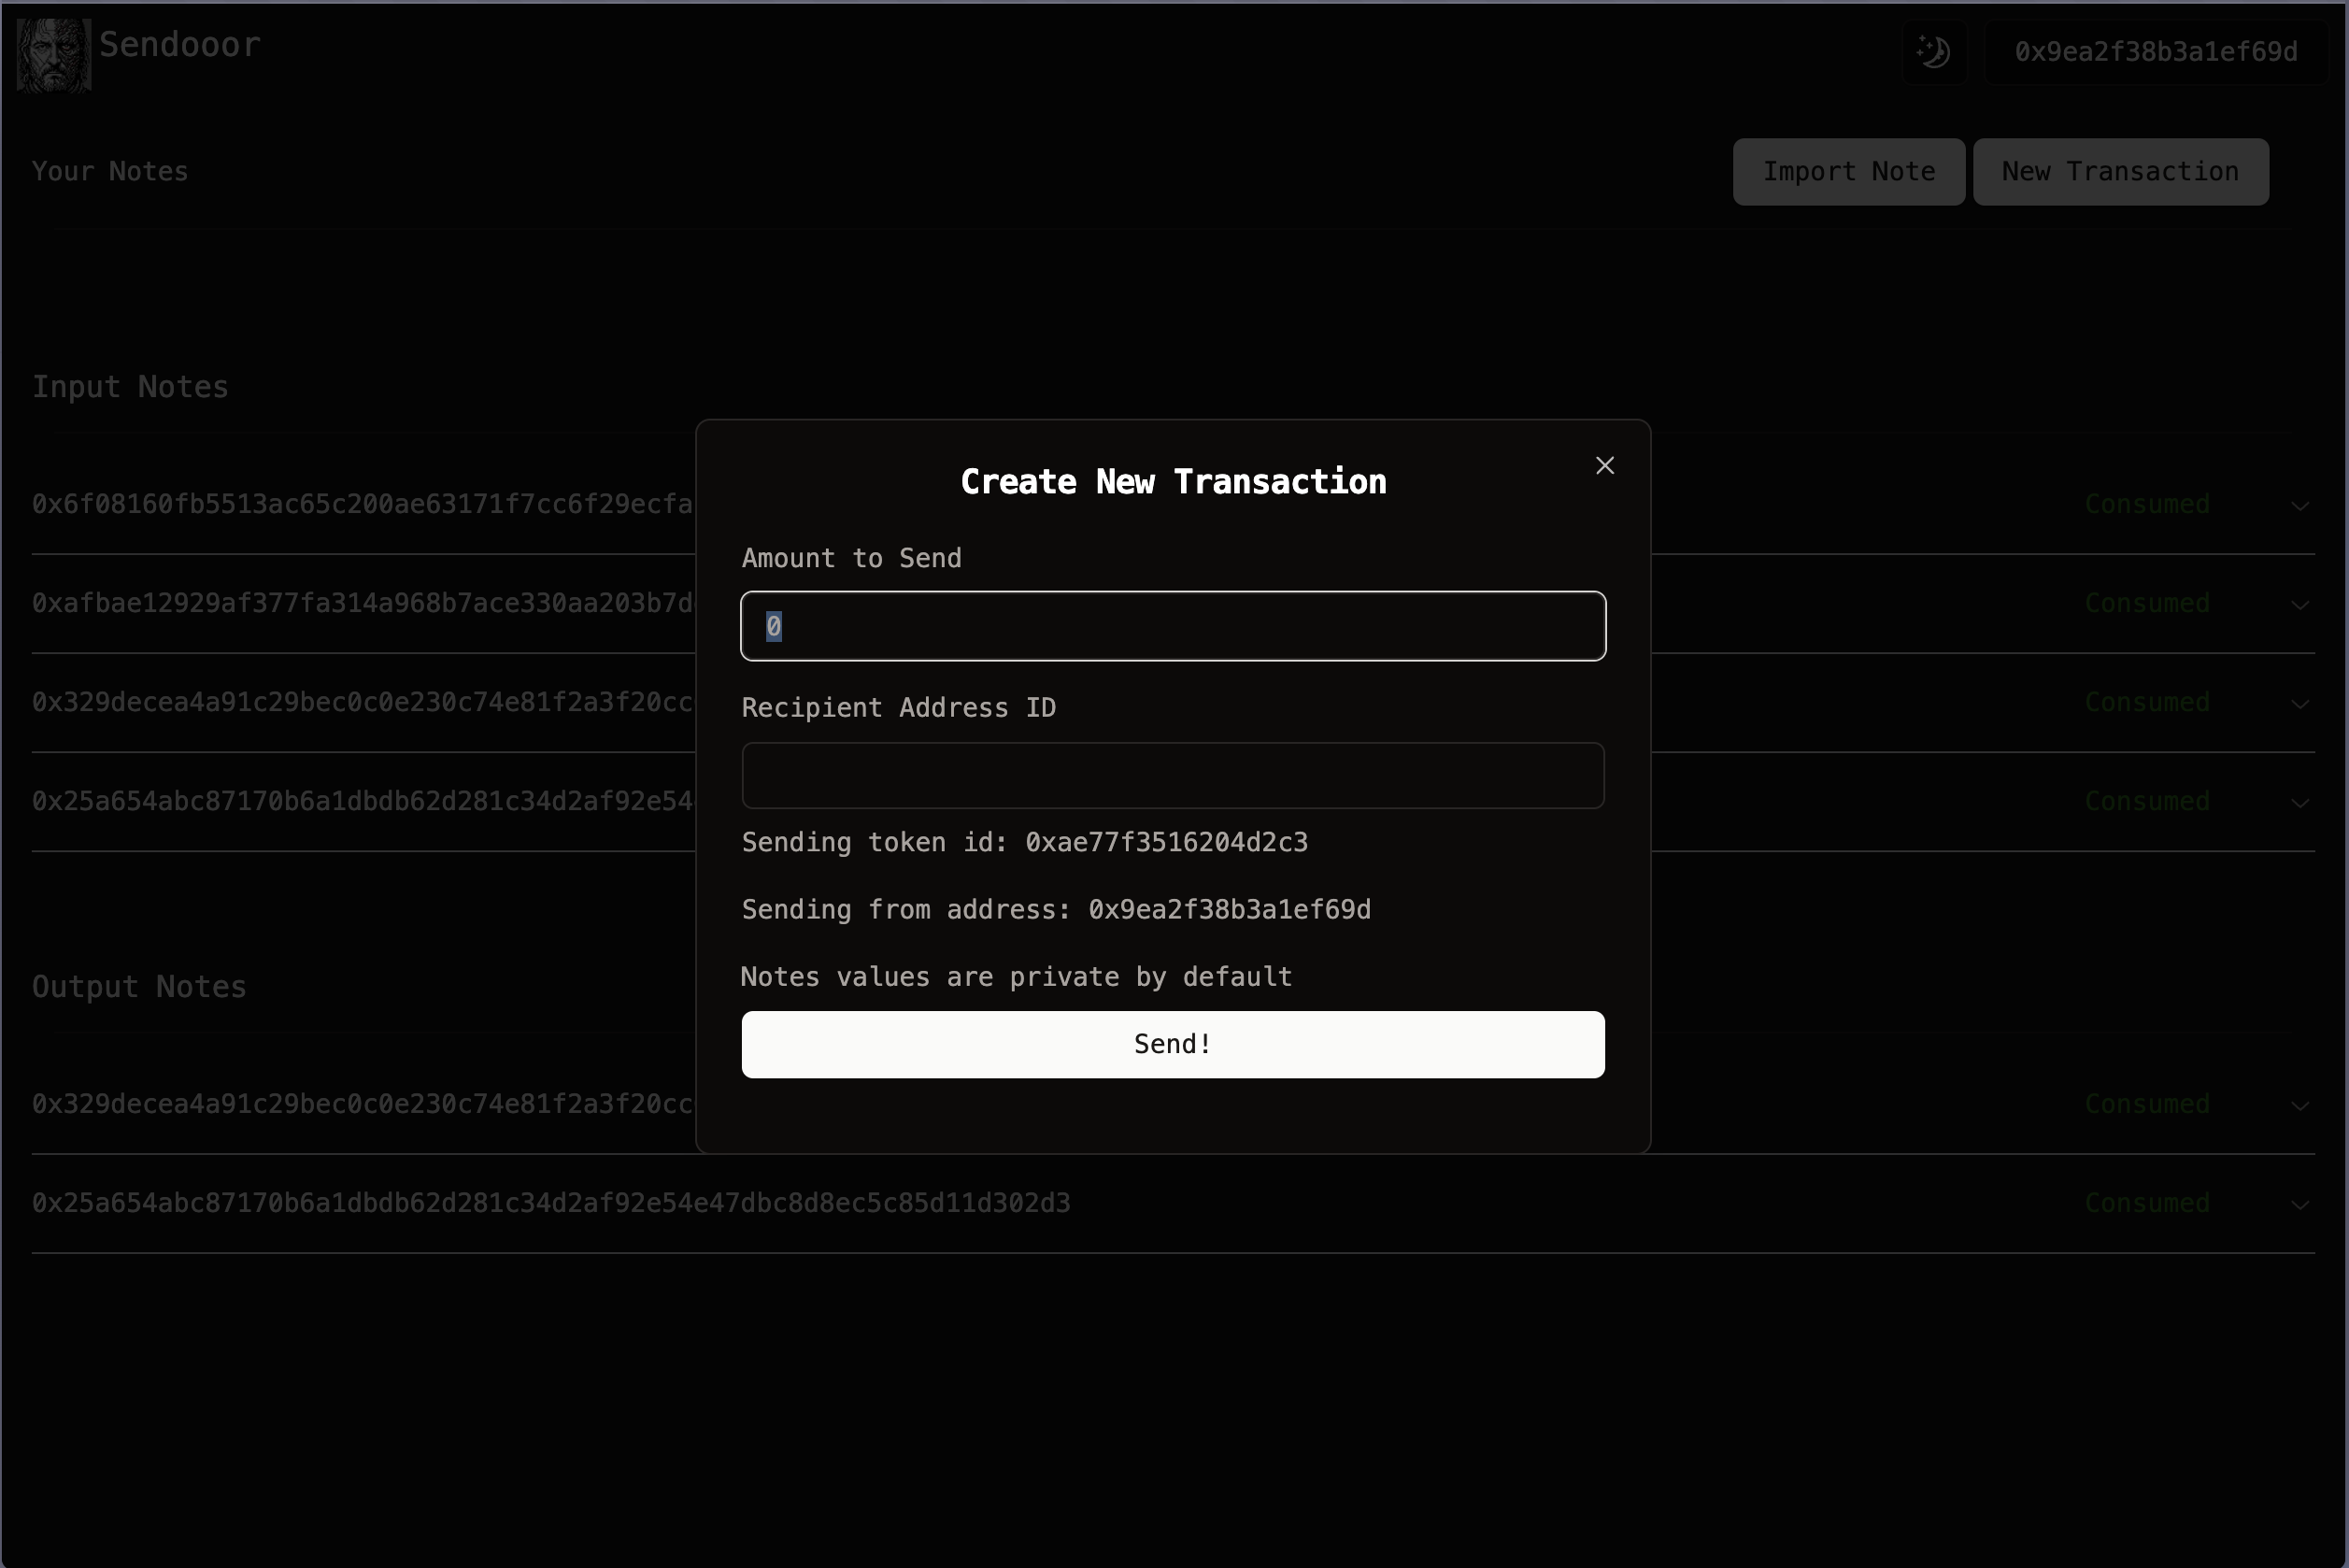 Sendooor
0x9ea2f38b3a1ef69d
Your Notes
Import Note
New Transaction
Input Notes
0x6f08160fb5513ac65c200ae63171f7cc6f29ecfa
Consumed
0xafbae12929af377fa314a968b7ace330aa203b7d
Consumed
0x329decea4a91c29bec0c0e230c74e81f2a3f20cc
Consumed
0x25a654abc87170b6a1dbdb62d281c34d2af92e54
Consumed
Create New Transaction
Amount to Send
0
Recipient Address ID
Sending token id: 0xae77f3516204d2c3
Sending from address: 0x9ea2f38b3a1ef69d
Notes values are private by default
Send!
Output Notes
0x329decea4a91c29bec0c0e230c74e81f2a3f20cc
Consumed
0x25a654abc87170b6a1dbdb62d281c34d2af92e54e47dbc8d8ec5c85d11d302d3
Consumed